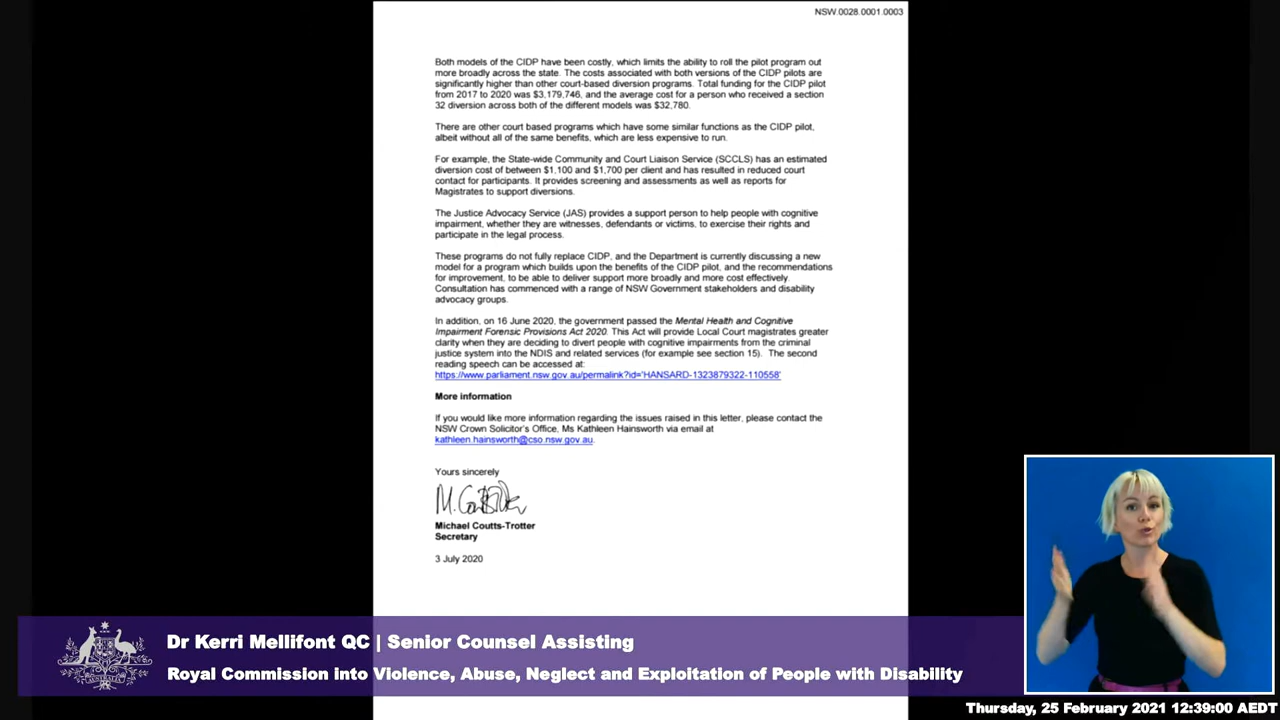 NSW.0028.0001.0003
Both models of the CIDP have been costly, which limits the ability to roll the pilot program out
more broadly across the state. The costs associated with both versions of the CIDP pilots are
significantly higher than other court-based diversion programs. Total funding for the CIDP pilot
from 2017 to 2020 was $3,179,746, and the average cost for a person who received a section
32 diversion across both of the different models was $32,780.
There are other court based programs which have some similar functions as the CIDP pilot,
albeit without all of the same benefits, which are less expensive to run.
For example, the State-wide Community and Court Liaison Service (SCCLS) has an estimated
diversion cost of between $1,100 and $1,700 per client and has resulted in reduced court
contact for participants. It provides screening and assessments as well as reports for
Magistrates to support diversions.
The Justice Advocacy Service (JAS) provides a support person to help people with cognitive
impairment, whether they are witnesses, defendants or victims, to exercise their rights and
participate in the legal process.
These programs do not fully replace CIDP, and the Department is currently discussing a new
model for a program which builds upon the benefits of the CIDP pilot, and the recommendations
for improvement, to be able to deliver support more broadly and more cost effectively.
Consultation has commenced with a range of NSW Government stakeholders and disability
advocacy groups.
In addition, on 16 June 2020, the government passed the Mental Health and Cognitive
Impairment Forensic Provisions Act 2020. This Act will provide Local Court magistrates greater
clarity when they are deciding to divert people with cognitive impairments from the criminal
justice system into the NDIS and related services (for example see section 15). The second
reading speech can be accessed at:
https://www.parliament.nsw.gov.au/permalink?id='HANSARD-1323879322-110558'
More information
If you would like more information regarding the issues raised in this letter, please contact the
NSW Crown Solicitor's Office, Ms Kathleen Hainsworth via email at
kathleen.hainsworth@cso.nsw.gov.au.
Yours sincerely
Michael Coutts-Trotter
Secretary
3 July 2020
Dr Kerri Mellifont QC | Senior Counsel Assisting
Royal Commission into Violence, Abuse, Neglect and Exploitation of People with Disability
Thursday, 25 February 2021 12:39:00 AEDT